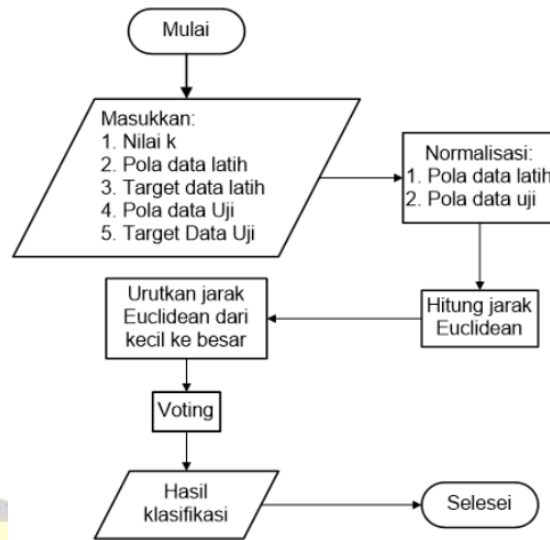 Mulai
Masukkan:
1. Nilai k
2. Pola data latih
3. Target data latih
4. Pola data Uji
5. Target Data Uji
Normalisasi:
1. Pola data latih
2. Pola data uji
Hitung jarak
Euclidean
Urutkan jarak
Euclidean dari
kecil ke besar
Voting
Hasil
klasifikasi
Selesei